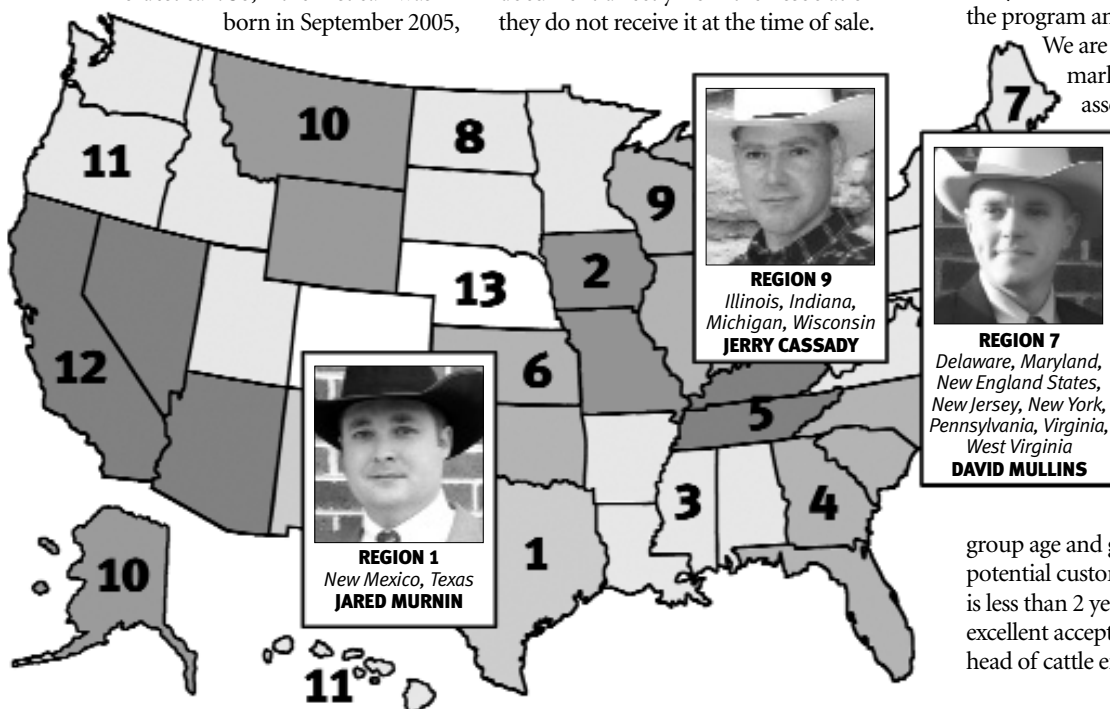 born in September 2005,
they do not receive it at the time of sale.
the program an
We are
mark
asso
10
8
7
11
9
2
13
12
6
5
3
4
1
10
11
REGION 9
Illinois, Indiana,
Michigan, Wisconsin
JERRY CASSADY
REGION 7
Delaware, Maryland,
New England States,
New Jersey, New York,
Pennsylvania, Virginia,
West Virginia
DAVID MULLINS
REGION 1
New Mexico, Texas
JARED MURNIN
group age and g
potential custom
is less than 2 ye
excellent accept
head of cattle e